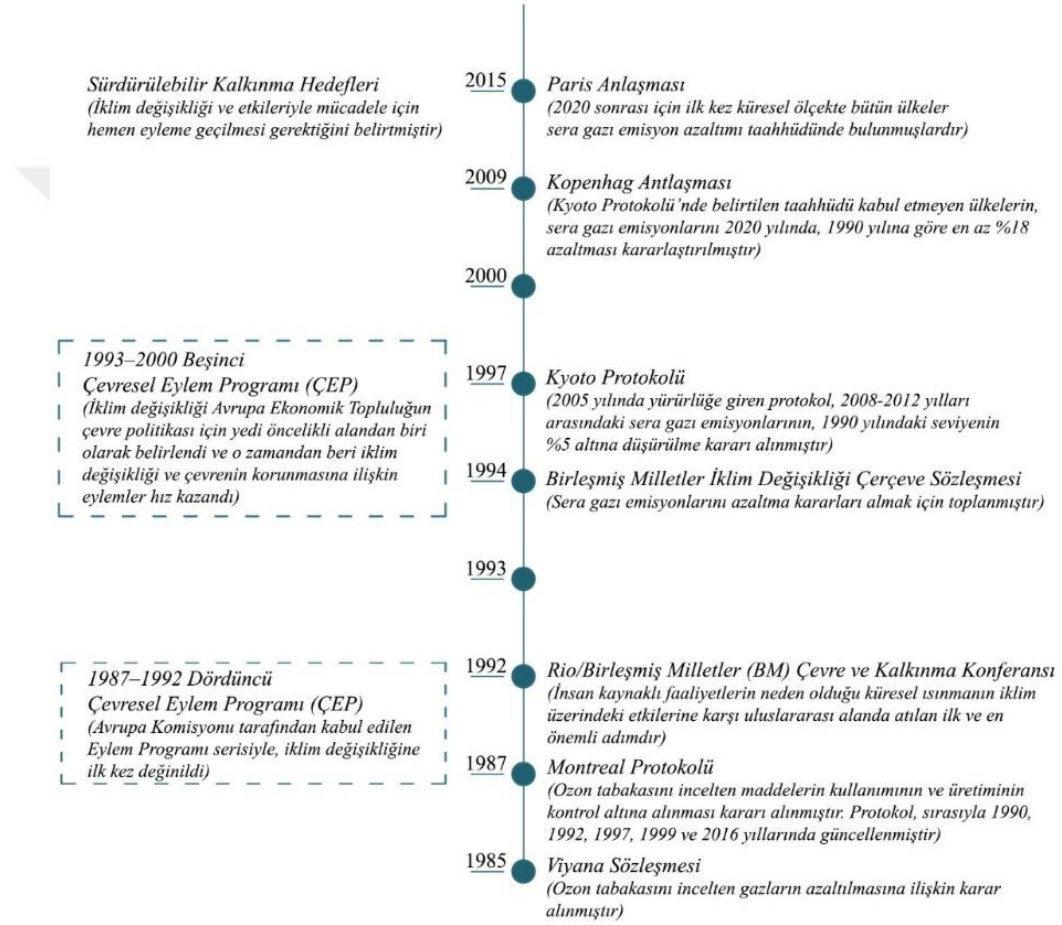 2015
Sürdürülebilir Kalkınma Hedefleri
(İklim değişikliği ve etkileriyle mücadele için
hemen eyleme geçilmesi gerektiğini belirtmiştir)
Paris Anlaşması
(2020 sonrası için ilk kez küresel ölçekte bütün ülkeler
sera gazı emisyon azaltımı taahhüdünde bulunmuşlardır)
2009
Kopenhag Antlaşması
(Kyoto Protokolü’nde belirtilen taahhüdü kabul etmeyen ülkelerin,
sera gazı emisyonlarını 2020 yılında, 1990 yılına göre en az %18
azaltması kararlaştırılmıştır)
2000
1993–2000 Beşinci
Çevresel Eylem Programı (ÇEP)
(İklim değişikliği Avrupa Ekonomik Topluluğun
çevre politikası için yedi öncelikli alandan biri
olarak belirlendi ve o zamandan beri iklim
değişikliği ve çevrenin korunmasına ilişkin
eylemler hız kazandı)
1997
Kyoto Protokolü
(2005 yılında yürürlüğe giren protokol, 2008-2012 yılları
arasındaki sera gazı emisyonlarının, 1990 yılındaki seviyenin
%5 altına düşürülme kararı alınmıştır)
1994
Birleşmiş Milletler İklim Değişikliği Çerçeve Sözleşmesi
(Sera gazı emisyonlarını azaltma kararları almak için toplanmıştır)
1993
1987–1992 Dördüncü
Çevresel Eylem Programı (ÇEP)
(Avrupa Komisyonu tarafından kabul edilen
Eylem Programı serisiyle, iklim değişikliğine
ilk kez değinildi)
1992
Rio/Birleşmiş Milletler (BM) Çevre ve Kalkınma Konferansı
(İnsan kaynaklı faaliyetlerin neden olduğu küresel ısınmanın iklim
üzerindeki etkilerine karşı uluslararası alanda atılan ilk ve en
önemli adımdır)
1987
Montreal Protokolü
(Ozon tabakasını incelten maddelerin kullanımının ve üretiminin
kontrol altına alınması kararı alınmıştır. Protokol, sırasıyla 1990,
1992, 1997, 1999 ve 2016 yıllarında güncellenmiştir)
1985
Viyana Sözleşmesi
(Ozon tabakasını incelten gazların azaltılmasına ilişkin karar
alınmıştır)